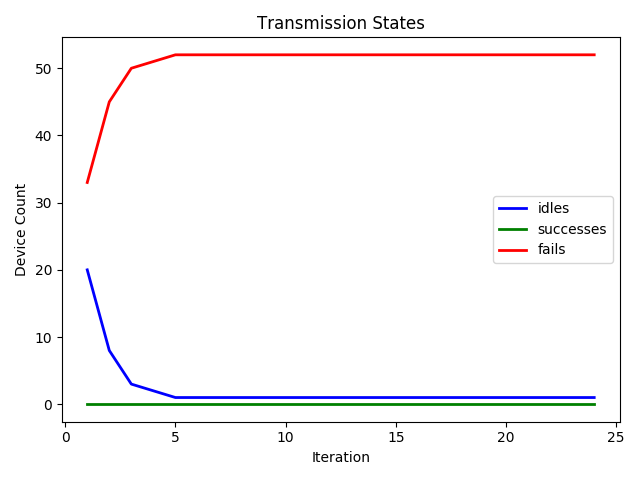 Transmission States
Device Count
50
40
30
20
10
0
idles
successes
fails
0 5 10 15 20 25
Iteration